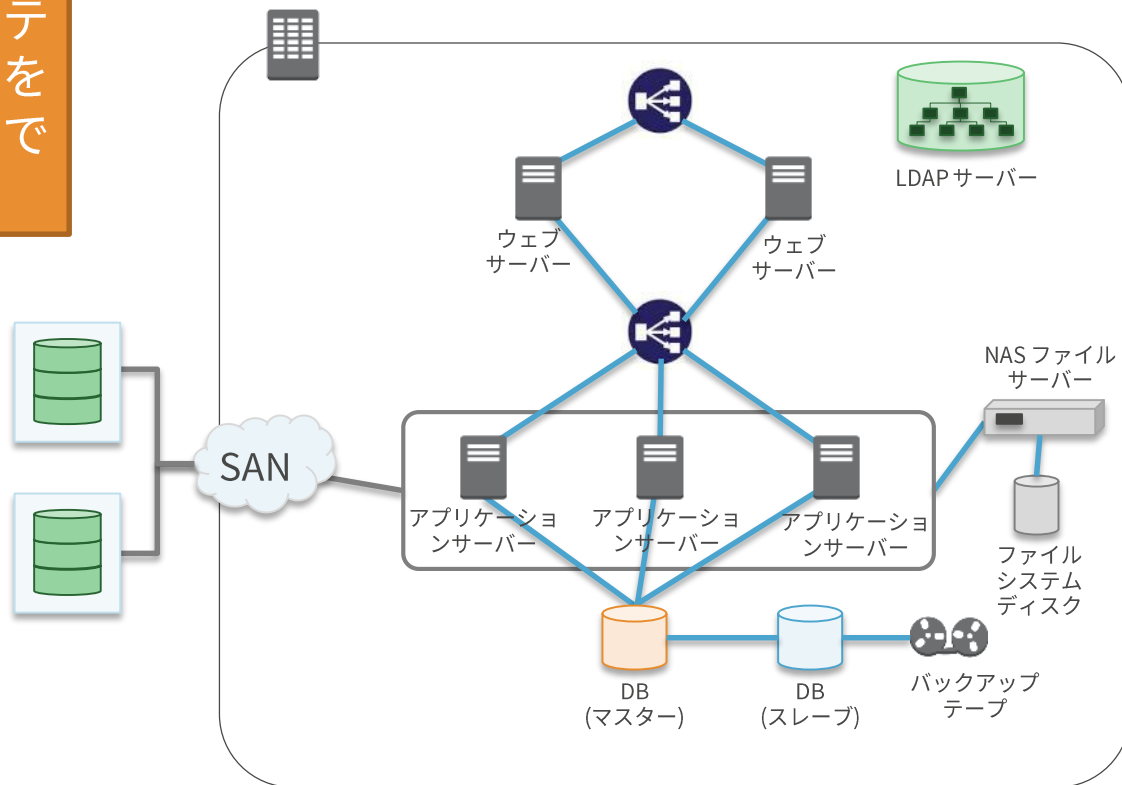 テ
を
で
LDAP サーバー
ウェブ
サーバー
ウェブ
サーバー
NAS ファイル
サーバー
SAN
アプリケーショ
ンサーバー
アプリケーショ
ンサーバー
アプリケーショ
ンサーバー
ファイル
システム
ディスク
DB
(マスター)
DB
(スレーブ)
バックアップ
テープ